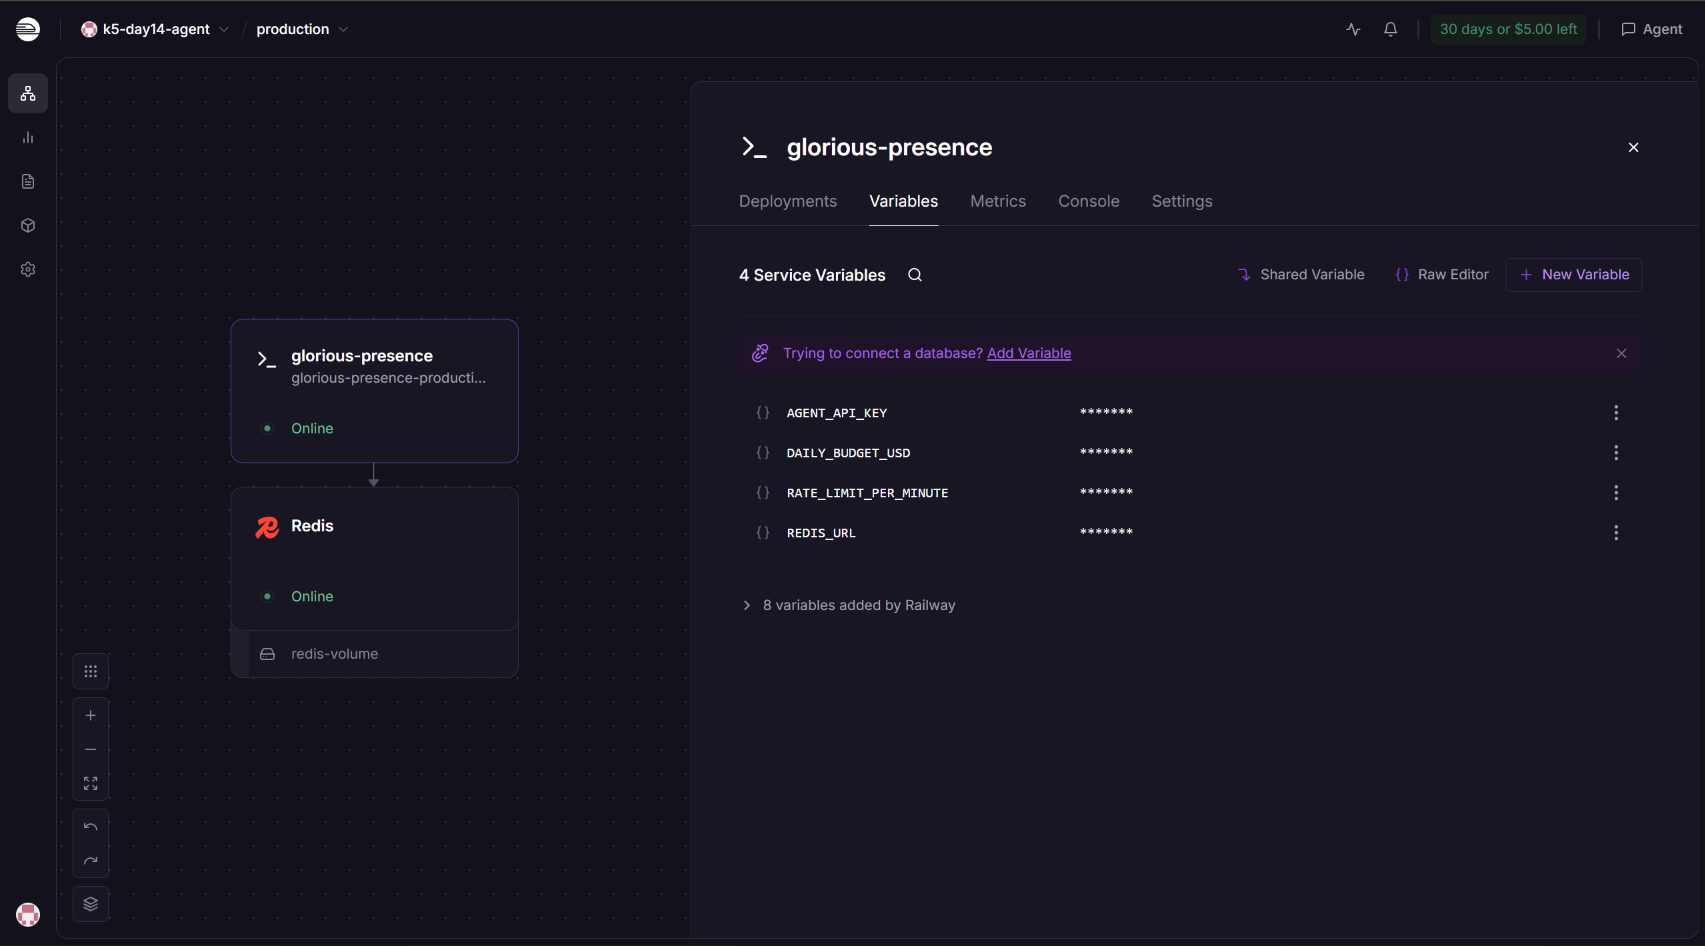 k5-day14-agent
production
30 days or $5.00 left
Agent
glorious-presence
glorious-presence-producti...
Online
Redis
Online
redis-volume
glorious-presence
Deployments
Variables
Metrics
Console
Settings
4 Service Variables
Shared Variable
{} Raw Editor
+ New Variable
Trying to connect a database? Add Variable
{} AGENT_API_KEY *******
{} DAILY_BUDGET_USD *******
{} RATE_LIMIT_PER_MINUTE *******
{} REDIS_URL *******
8 variables added by Railway